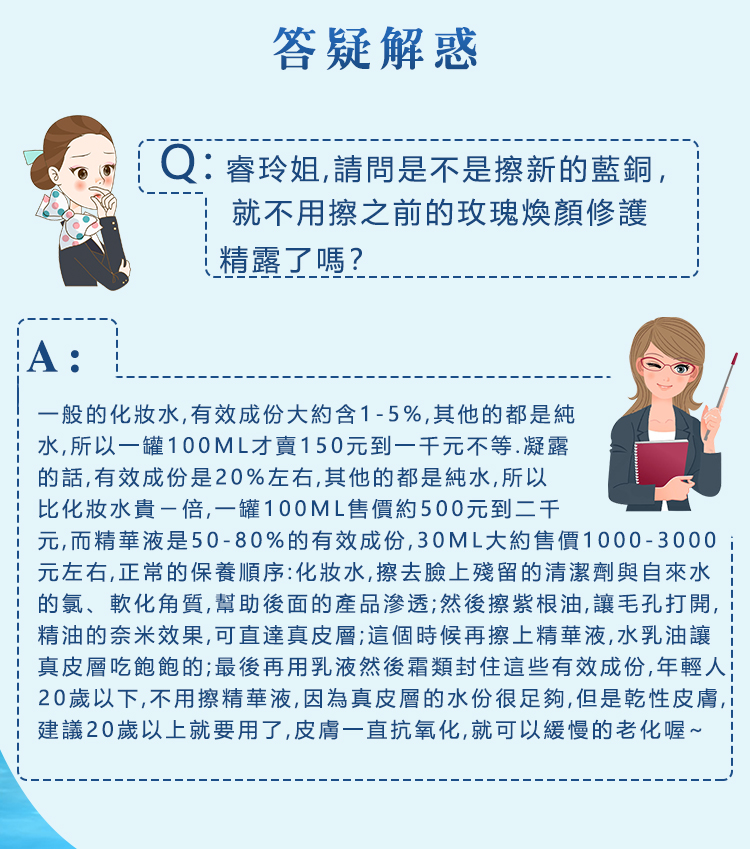 答疑解惑
Q：睿玲姐,請問是不是擦新的藍銅,
就不用擦之前的玫瑰煥顏修護
精露了嗎?
A：
一般的化妝水,有效成份大約含1-5%,其他的都是純
水,所以一罐100ML才賣150元到一千元不等.凝露
的話,有效成份是20%左右,其他的都是純水,所以
比化妝水貴－倍,一罐100ML售價約500元到二千
元,而精華液是50-80%的有效成份,30ML大約售價1000-3000
元左右,正常的保養順序:化妝水,擦去臉上殘留的清潔劑與自來水
的氯、軟化角質,幫助後面的產品滲透;然後擦紫根油,讓毛孔打開,
精油的奈米效果,可直達真皮層;這個時候再擦上精華液,水乳油讓
真皮層吃飽飽的;最後再用乳液然後霜類封住這些有效成份,年輕人
20歲以下,不用擦精華液,因為真皮層的水份很足夠,但是乾性皮膚,
建議20歲以上就要用了,皮膚一直抗氧化,就可以緩慢的老化喔~